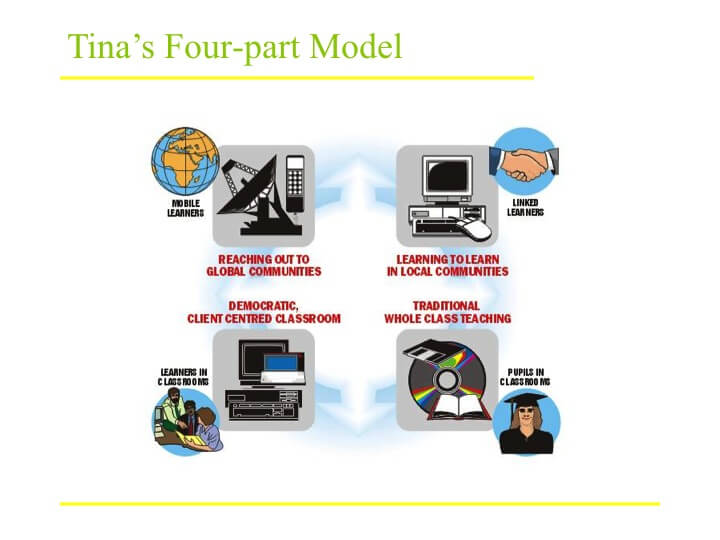 Tina’s Four-part Model
MOBILE
LEARNERS
LINKED
LEARNERS
REACHING OUT TO
GLOBAL COMMUNITIES
LEARNING TO LEARN
IN LOCAL COMMUNITIES
DEMOCRATIC,
CLIENT CENTRED CLASSROOM
TRADITIONAL
WHOLE CLASS TEACHING
LEARNERS IN
CLASSROOMS
PUPILS IN
CLASSROOMS